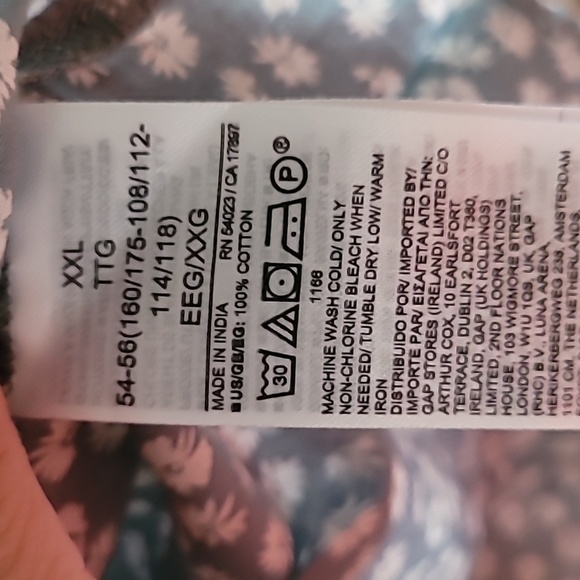 XXL
TTG
54-56(160/175-108/112-
114/118)
EEG/XXG
MADE IN INDIA RN 54023 / CA 17897
US/GB/BG: 100% COTTON
30 P ®
1166
MACHINE WASH COLD/ ONLY
NON-CHLORINE BLEACH WHEN
NEEDED/ TUMBLE DRY LOW/ WARM
IRON
DISTRIBUIDO POR/ IMPORTED BY/
IMPORTE PAR/ ΕΙΣΑΓΕΤΑΙ ΑΠΟ ΤΗΝ:
GAP STORES (IRELAND) LIMITED C/O
ARTHUR COX, 10 EARLSFORT
TERRACE, DUBLIN 2, D02 T380,
IRELAND, GAP (UK HOLDINGS)
LIMITED, 2ND FLOOR NATIONS
HOUSE, 103 WIGMORE STREET,
LONDON, W1U 1QS, UK, GAP
(RHC) B.V., LUNA ARENA
HERIKERBERGWEG 238, AMSTERDAM
1101 CM, THE NETHERLANDS